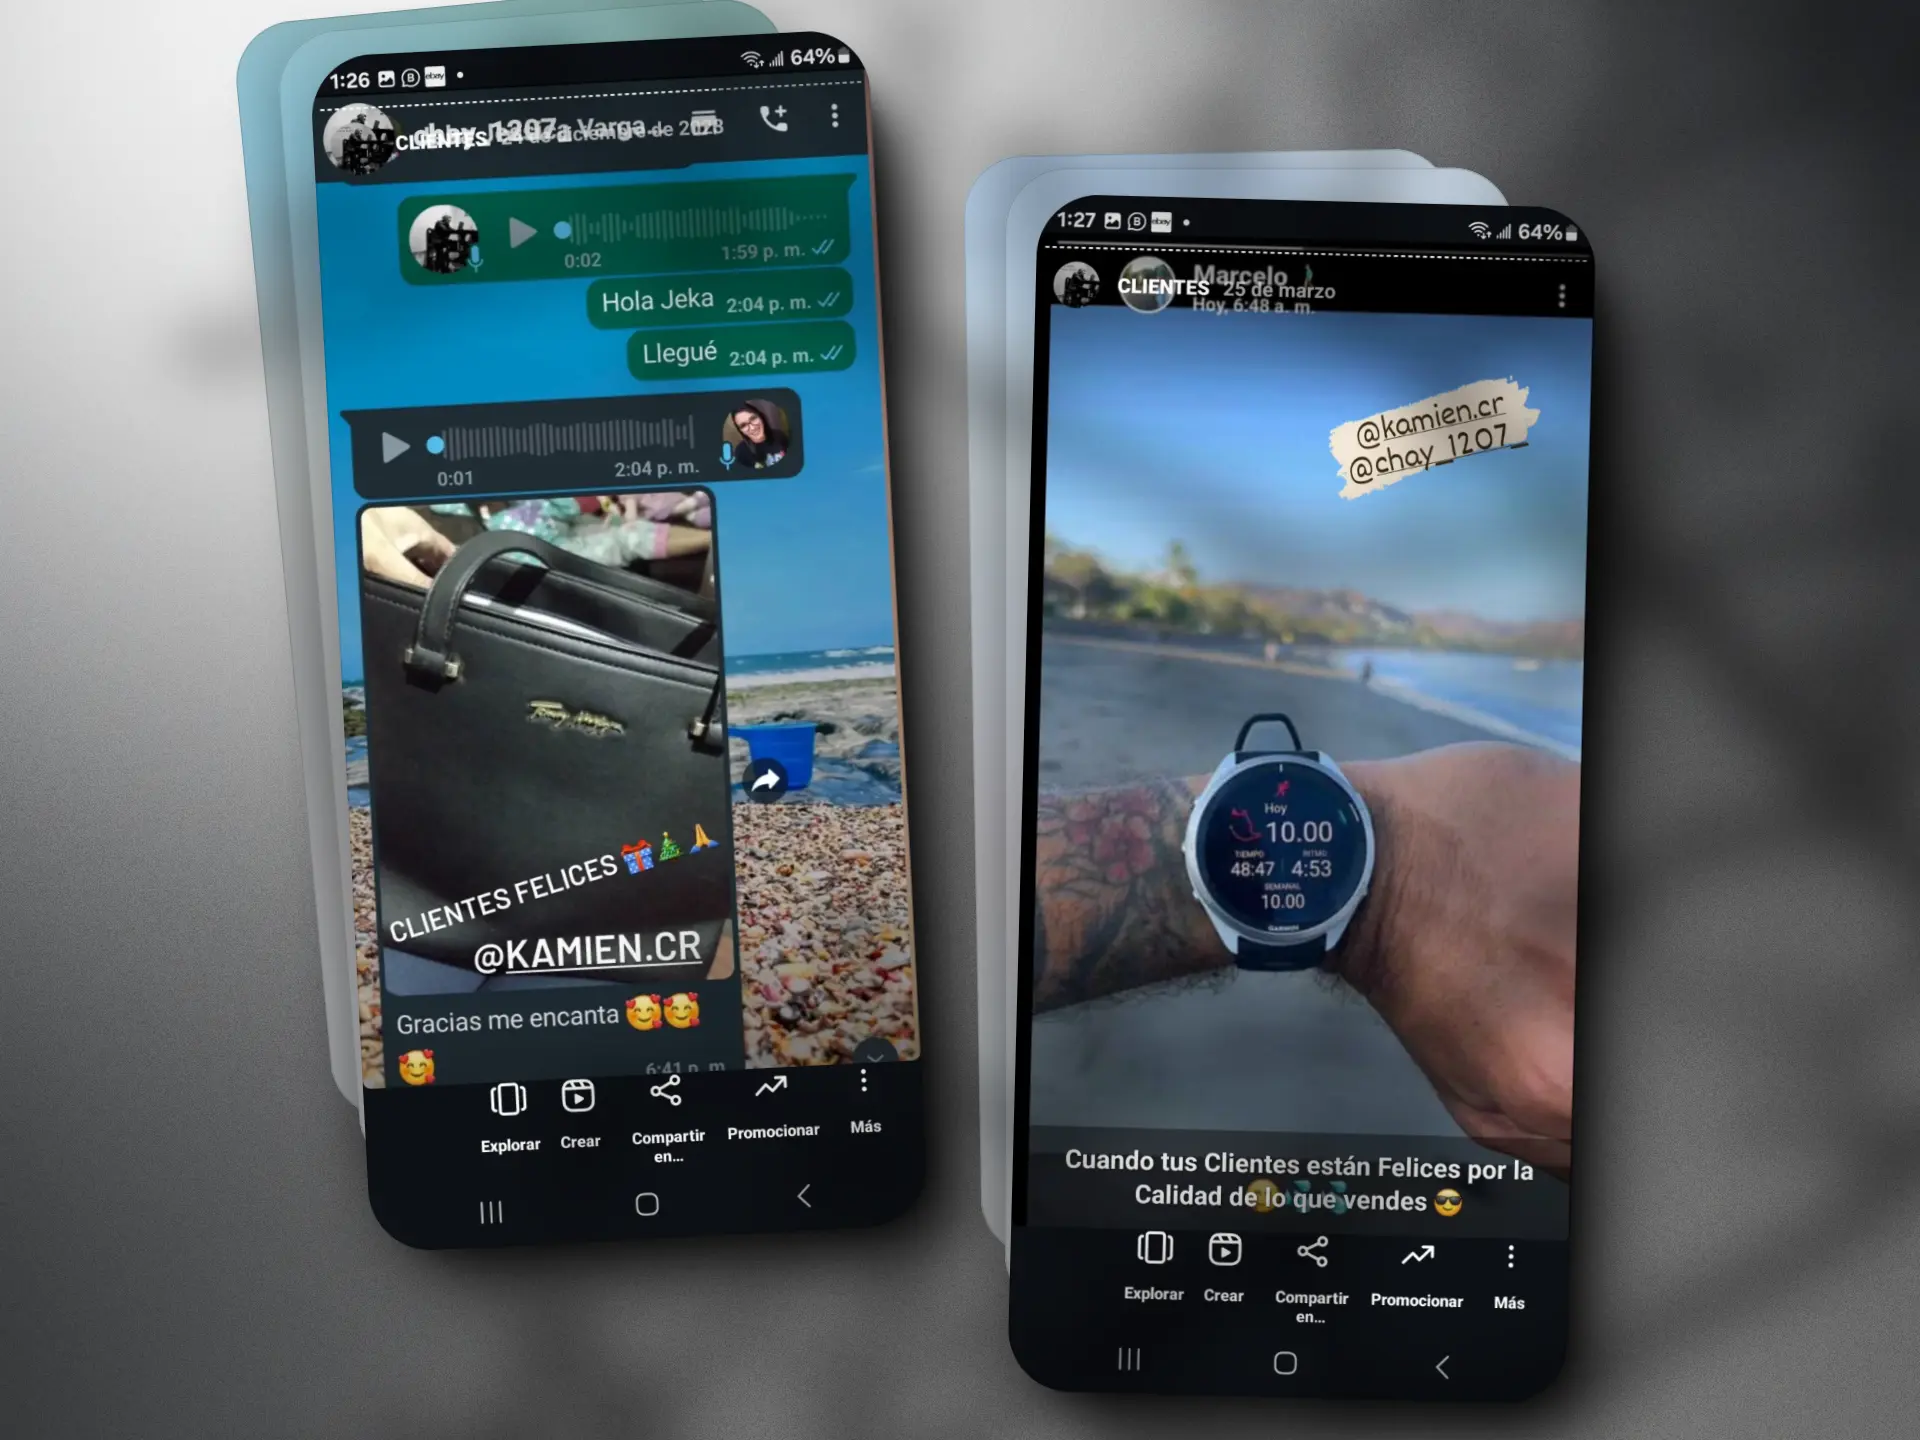 1:26
64%
CLIENTES
24 de diciembre de 2023
0:02
1:59 p. m.
Hola Jeka 2:04 p. m.
Llegué 2:04 p. m.
0:01
2:04 p. m.
CLIENTES FELICES 🎁🎄🙏
@KAMIEN.CR
Gracias me encanta 🥰🥰
🥰
6:41 p. m.
Explorar
Crear
Compartir
en...
Promocionar
Más
1:27
64%
Marcelo
CLIENTES 25 de marzo
Hoy, 6:48 a. m.
@kamien.cr
@chay_1207_
Hoy
10.00
TIEMPO
RITMO
48:47
4:53
SEMANAL
10.00
GARMIN
Cuando tus Clientes están Felices por la
Calidad de lo que vendes 😎
Explorar
Crear
Compartir
en...
Promocionar
Más